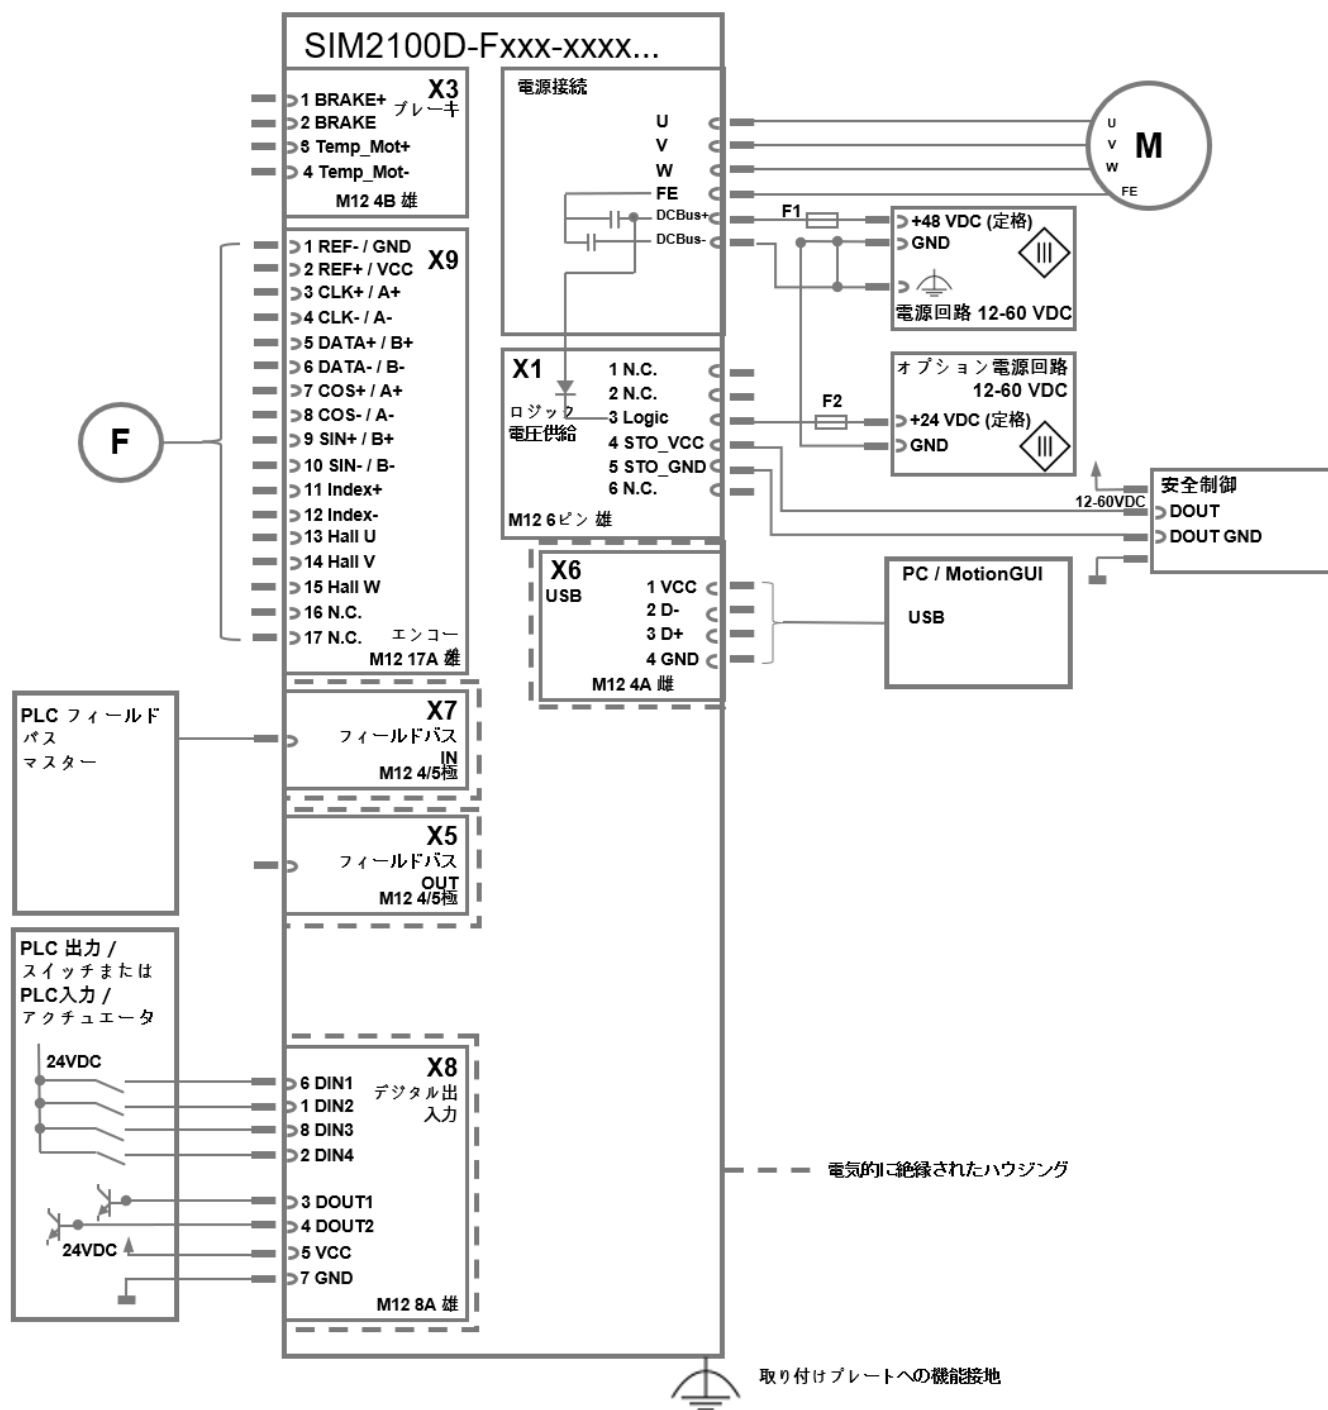 SIM2100D-Fxxx-xxxx...
X3
ブレーキ
1 BRAKE+
2 BRAKE
3 Temp_Mot+
4 Temp_Mot-
M12 4B 雄
X9
1 REF- / GND
2 REF+ / VCC
3 CLK+ / A+
4 CLK- / A-
5 DATA+ / B+
6 DATA- / B-
7 COS+ / A+
8 COS- / A-
9 SIN+ / B+
10 SIN- / B-
11 Index+
12 Index-
13 Hall U
14 Hall V
15 Hall W
16 N.C.
17 N.C.
エンコー
M12 17A 雄
F
X7
フィールドバス
IN
M12 4/5極
X5
フィールドバス
OUT
M12 4/5極
PLC フィールド
バス
マスター
PLC 出力 /
スイッチまたは
PLC入力 /
アクチュエータ
24VDC
24VDC
X8
デジタル出
入力
6 DIN1
1 DIN2
8 DIN3
2 DIN4
3 DOUT1
4 DOUT2
5 VCC
7 GND
M12 8A 雄
電源接続
U
V
W
FE
DCBus+
DCBus-
U
V
W
FE
M
F1
+48 VDC (定格)
GND
電源回路 12-60 VDC
X1
ロジック
電圧供給
1 N.C.
2 N.C.
3 Logic
4 STO_VCC
5 STO_GND
6 N.C.
M12 6ピン 雄
F2
オプション電源回路
12-60 VDC
+24 VDC (定格)
GND
12-60VDC
安全制御
DOUT
DOUT GND
X6
USB
1 VCC
2 D-
3 D+
4 GND
M12 4A 雌
PC / MotionGUI
USB
電気的に絶縁されたハウジング
取り付けプレートへの機能接地